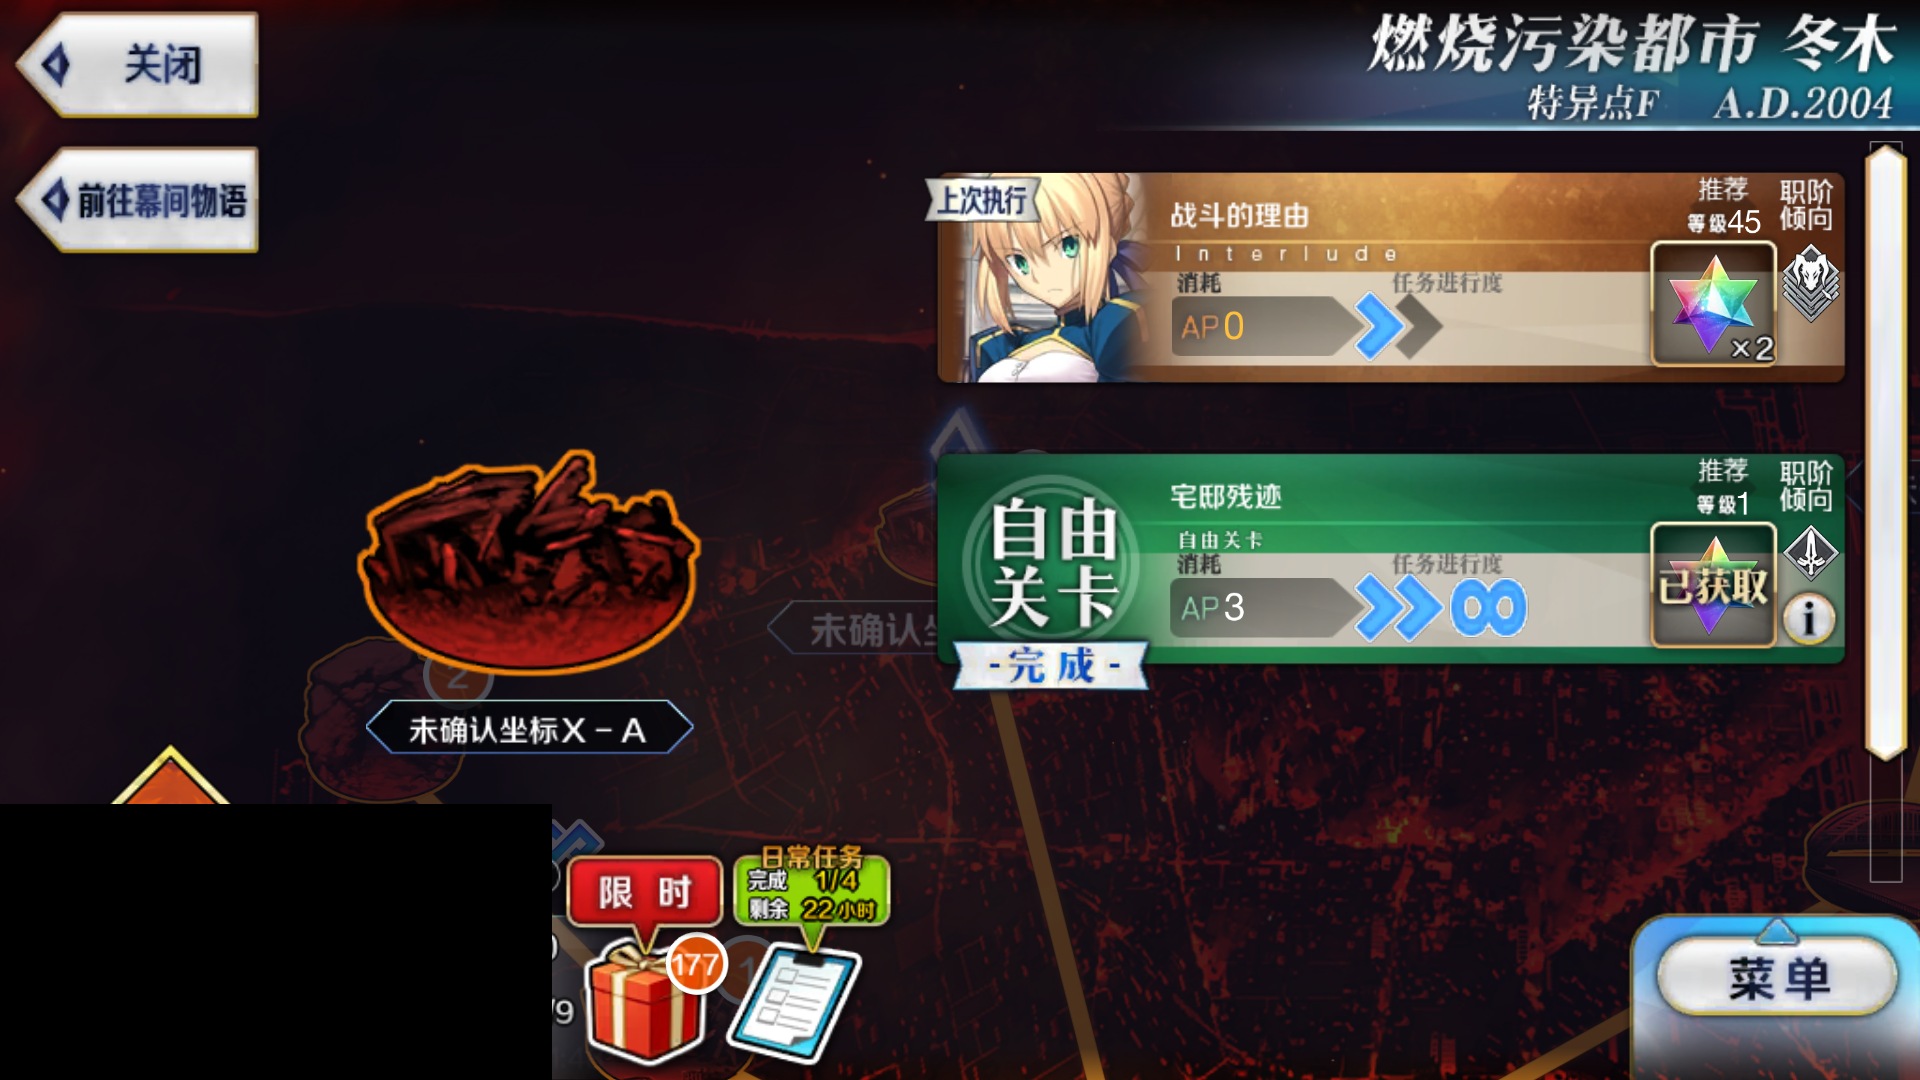 关闭
燃烧污染都市 冬木
特异点F A.D.2004
前往幕间物语
上次执行
战斗的理由
Interlude
推荐
等级45
职阶
倾向
消耗
任务进行度
AP0
×2
自由
关卡
宅邸残迹
自由关卡
推荐
等级1
职阶
倾向
消耗
任务进行度
AP3
已获取
-完成-
未确认坐
2
未确认坐标X－A
限时
日常任务
完成 1/4
剩余 22小时
177
1
/9
菜单